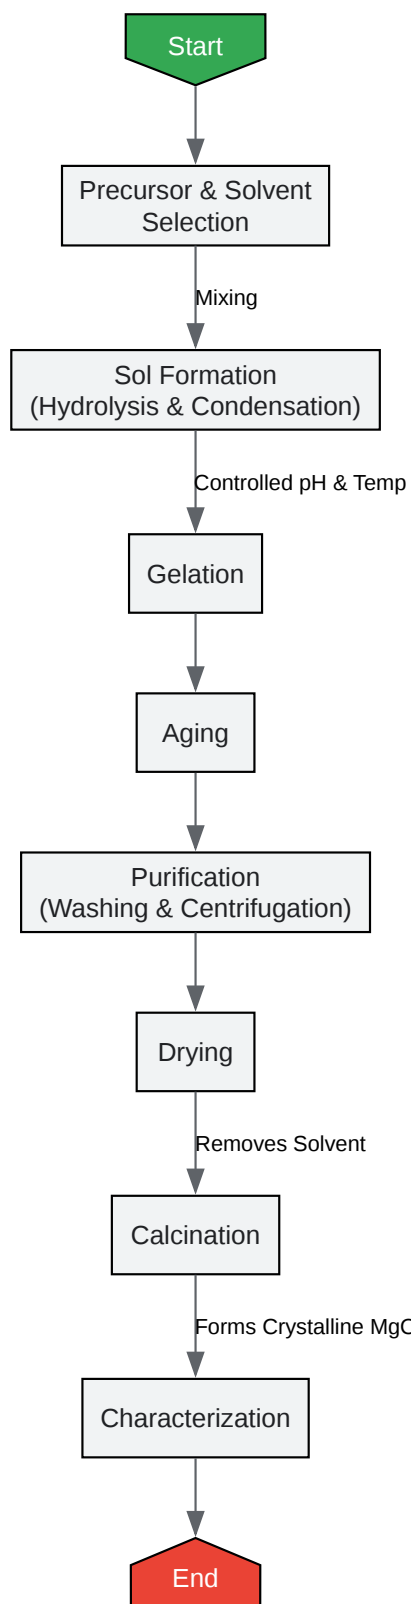 Start
Precursor & Solvent
Selection
Mixing
Sol Formation
(Hydrolysis & Condensation)
Controlled pH & Temp
Gelation
Aging
Purification
(Washing & Centrifugation)
Drying
Removes Solvent
Calcination
Forms Crystalline
Characterization
End